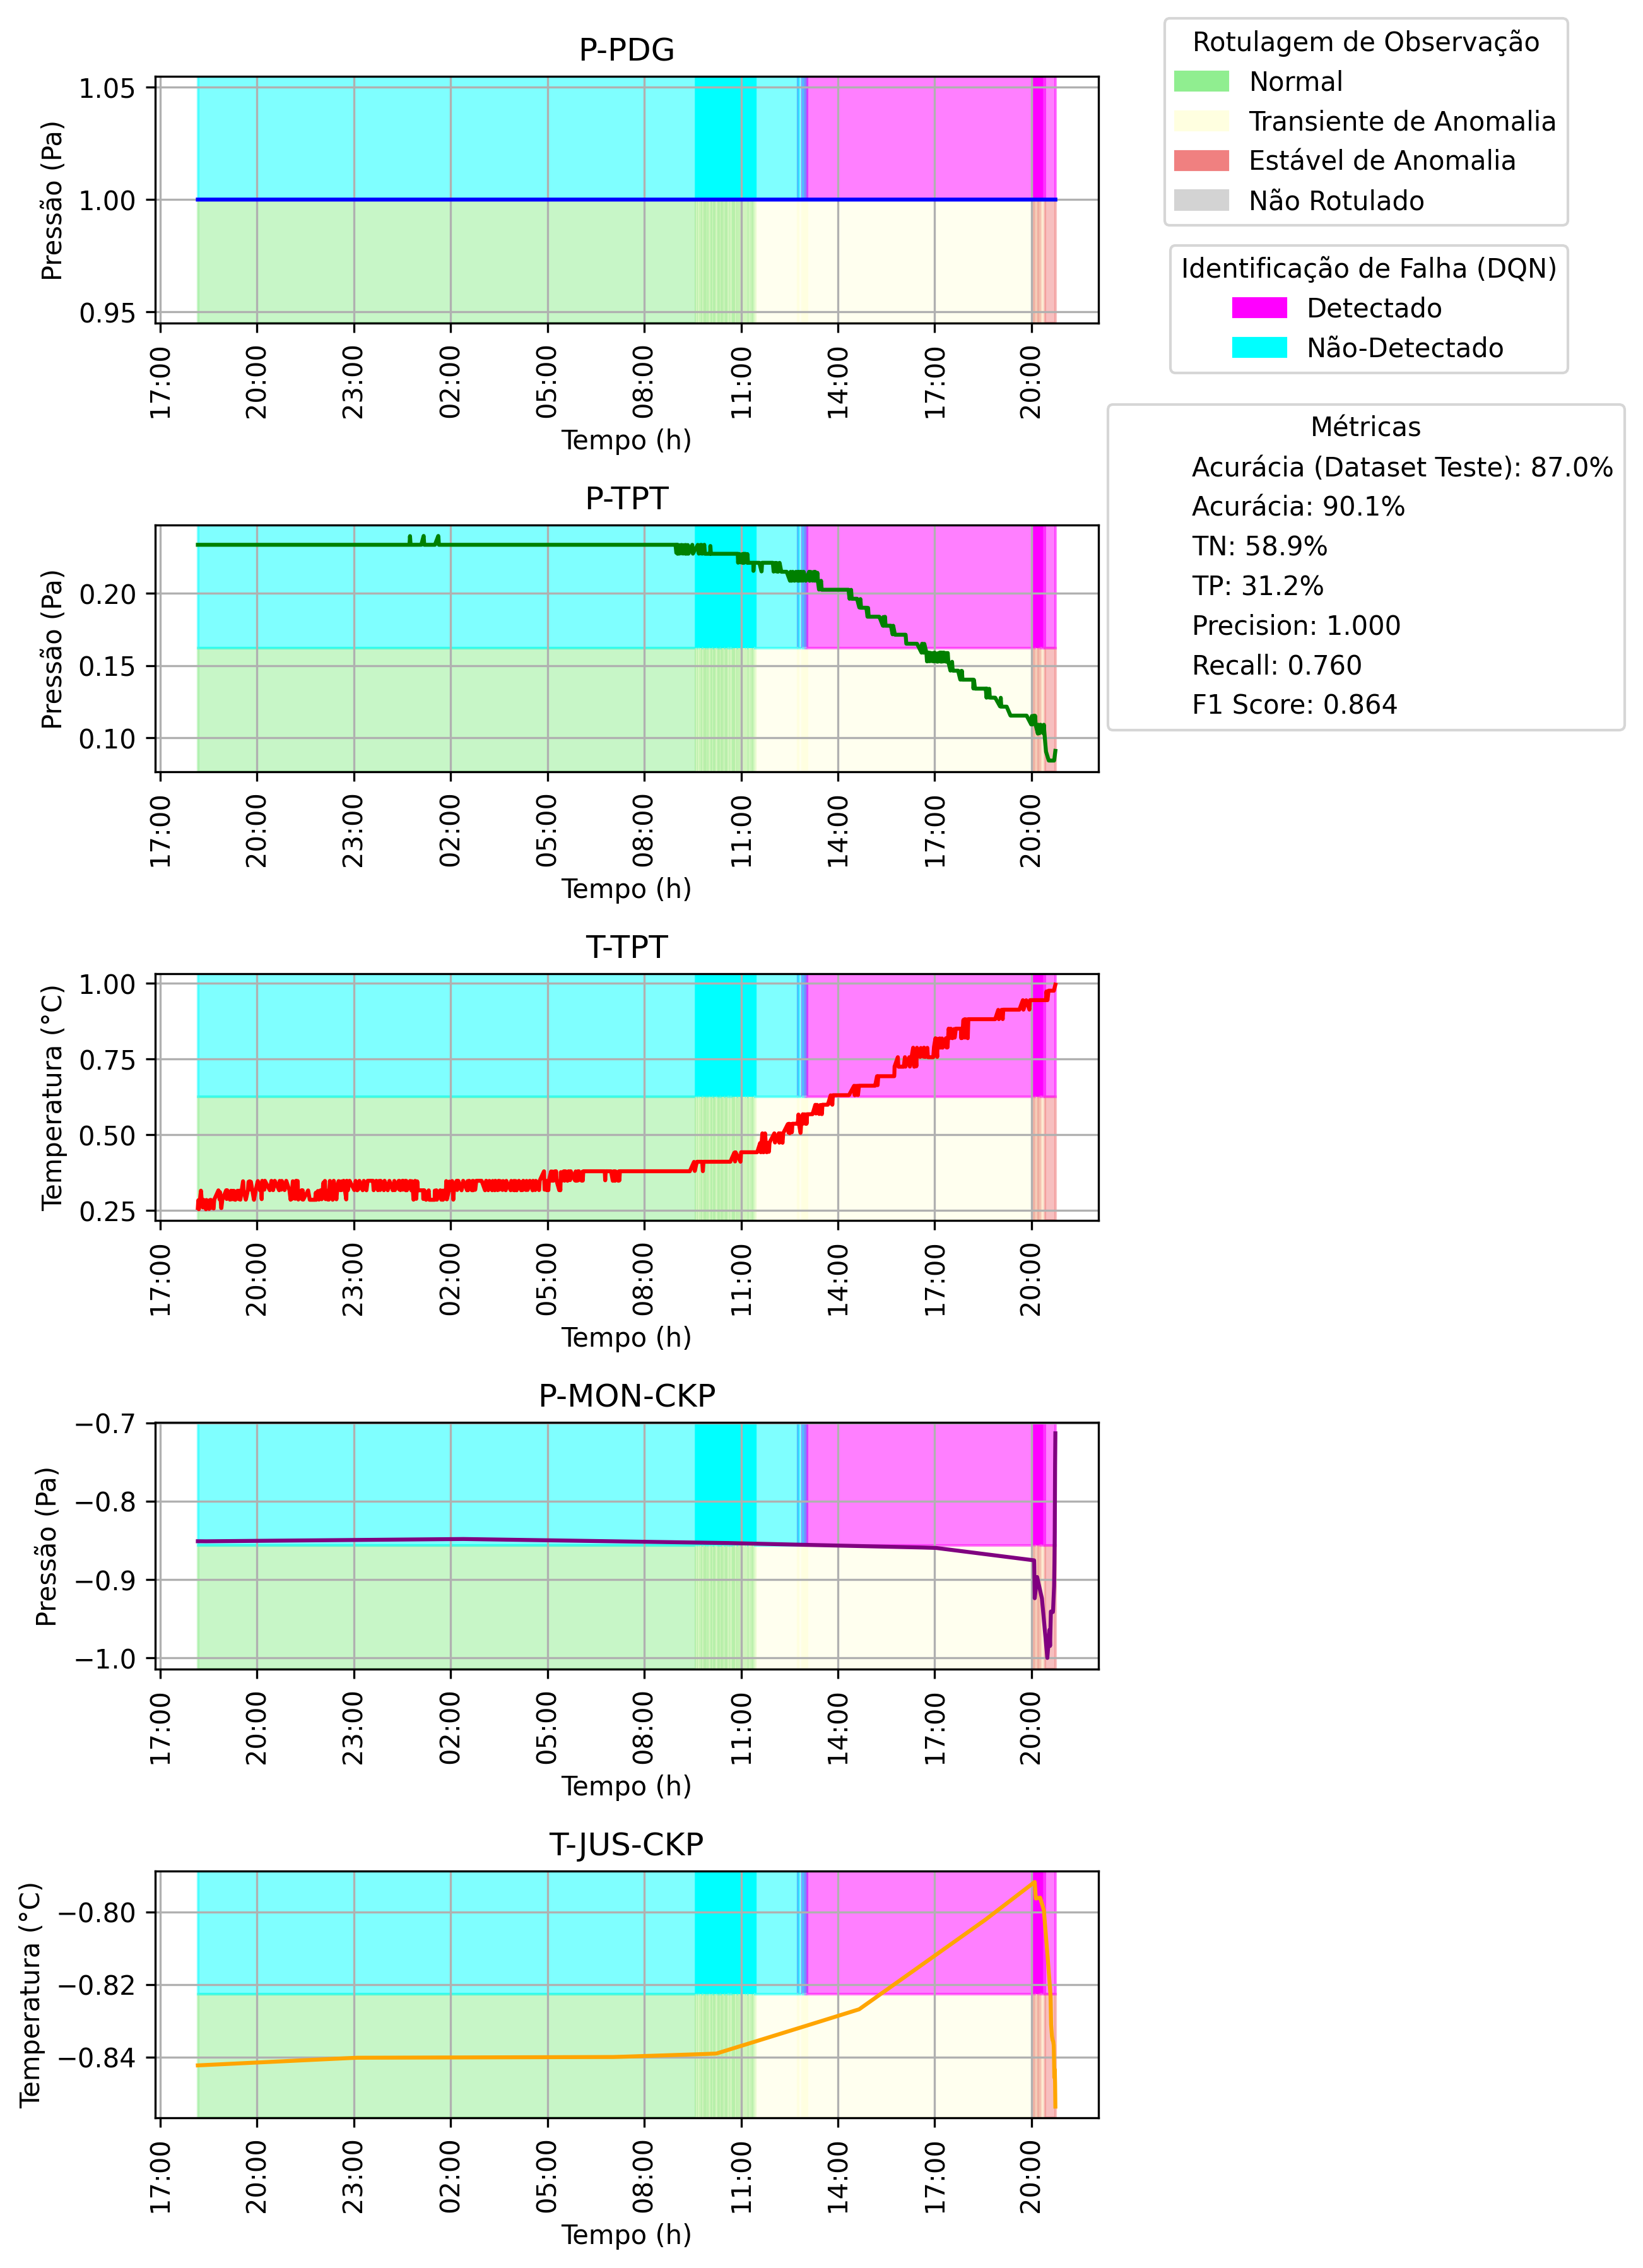 P-PDG
Pressão (Pa)
1.05
1.00
0.95
17:00 20:00 23:00 02:00 05:00 08:00 11:00 14:00 17:00 20:00
Tempo (h)
Rotulagem de Observação
Normal
Transiente de Anomalia
Estável de Anomalia
Não Rotulado
Identificação de Falha (DQN)
Detectado
Não-Detectado
Métricas
Acurácia (Dataset Teste): 87.0%
Acurácia: 90.1%
TN: 58.9%
TP: 31.2%
Precision: 1.000
Recall: 0.760
F1 Score: 0.864
P-TPT
Pressão (Pa)
0.20
0.15
0.10
17:00 20:00 23:00 02:00 05:00 08:00 11:00 14:00 17:00 20:00
Tempo (h)
T-TPT
Temperatura (°C)
1.00
0.75
0.50
0.25
17:00 20:00 23:00 02:00 05:00 08:00 11:00 14:00 17:00 20:00
Tempo (h)
P-MON-CKP
Pressão (Pa)
−0.7
−0.8
−0.9
−1.0
17:00 20:00 23:00 02:00 05:00 08:00 11:00 14:00 17:00 20:00
Tempo (h)
T-JUS-CKP
Temperatura (°C)
−0.80
−0.82
−0.84
17:00 20:00 23:00 02:00 05:00 08:00 11:00 14:00 17:00 20:00
Tempo (h)